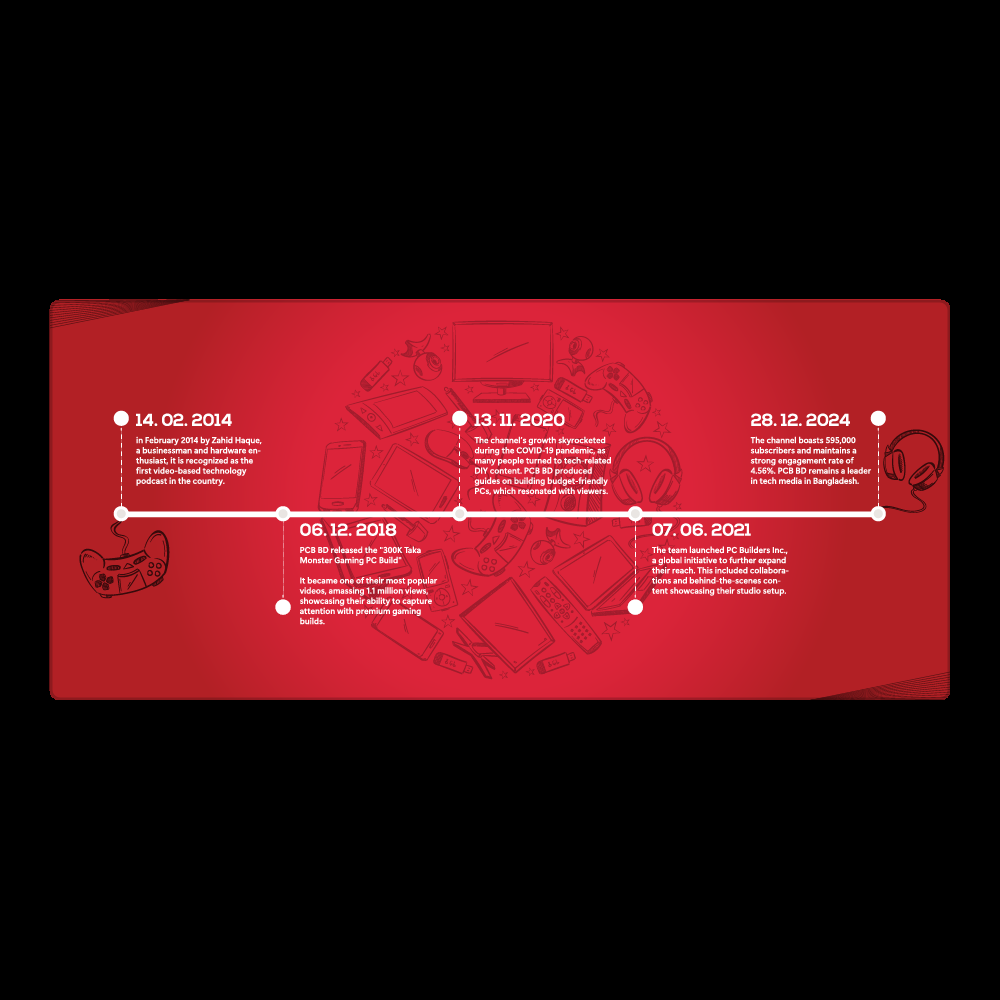 14. 02. 2014
in February 2014 by Zahid Haque,
a businessman and hardware en-
thusiast, it is recognized as the
first video-based technology
podcast in the country.
06. 12. 2018
PCB BD released the "300K Taka
Monster Gaming PC Build"
It became one of their most popular
videos, amassing 1.1 million views,
showcasing their ability to capture
attention with premium gaming
builds.
13. 11. 2020
The channel's growth skyrocketed
during the COVID-19 pandemic, as
many people turned to tech-related
DIY content. PCB BD produced
guides on building budget-friendly
PCs, which resonated with viewers.
07. 06. 2021
The team launched PC Builders Inc.,
a global initiative to further expand
their reach. This included collabora-
tions and behind-the-scenes con-
tent showcasing their studio setup.
28. 12. 2024
The channel boasts 595,000
subscribers and maintains a
strong engagement rate of
4.56%. PCB BD remains a leader
in tech media in Bangladesh.